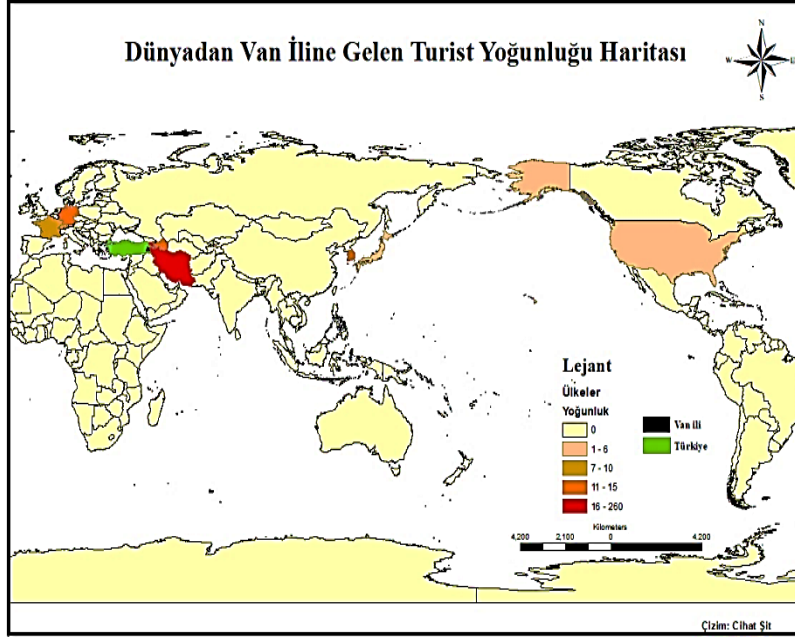 N
Dünyadan Van İline Gelen Turist Yoğunluğu Haritası
W
E
S
Lejant
Ülkeler
Yoğunluk
0
1 - 6
7 - 10
11 - 15
16 - 260
Van ili
Türkiye
Kilometers
4,200 2,100 0 4,200
Çizim: Cihat Şit